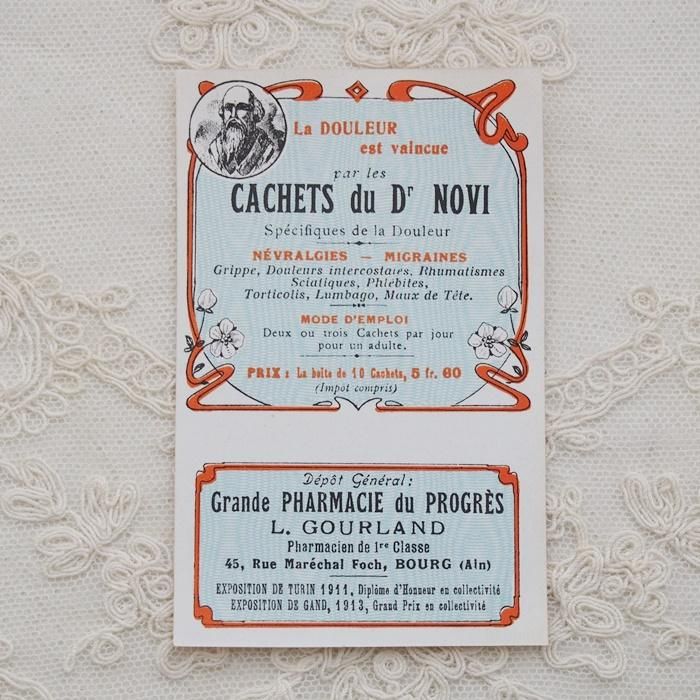 La DOULEUR
est vaincue
par les
CACHETS du Dr NOVI
Spécifiques de la Douleur
NÉVRALGIES — MIGRAINES
Grippe, Douleurs intercostales, Rhumatismes
Sciatiques, Phlébites,
Torticolis, Lumbago, Maux de Tête.
MODE D'EMPLOI
Deux ou trois Cachets par jour
pour un adulte.
PRIX : La boîte de 10 Cachets, 5 fr. 60
(Impôt compris)
Dépôt Général :
Grande PHARMACIE du PROGRÈS
L. GOURLAND
Pharmacien de 1re Classe
45, Rue Maréchal Foch, BOURG (Ain)
EXPOSITION DE TURIN 1911, Diplôme d'Honneur en collectivité
EXPOSITION DE GAND, 1913, Grand Prix en collectivité